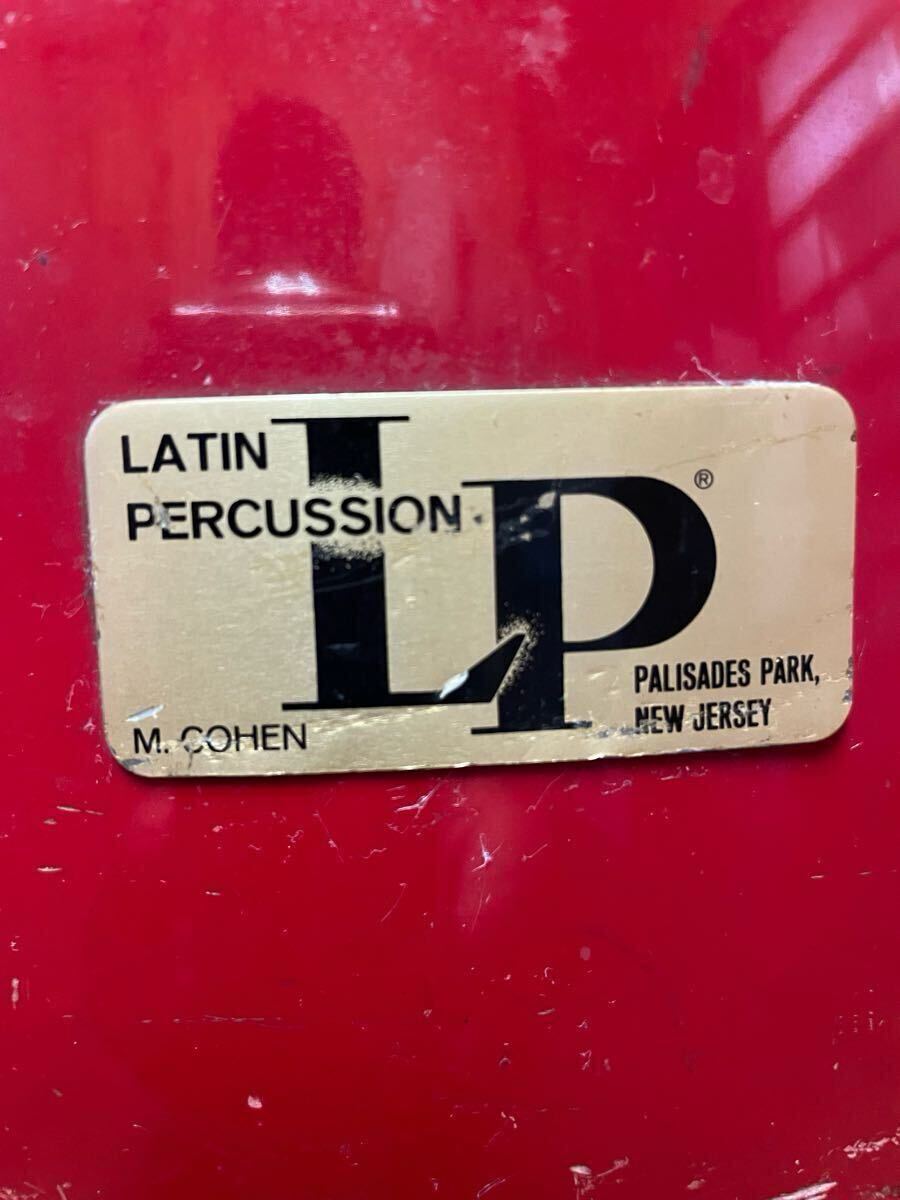 LATIN
PERCUSSION
LP®
PALISADES PARK,
NEW JERSEY
M. COHEN